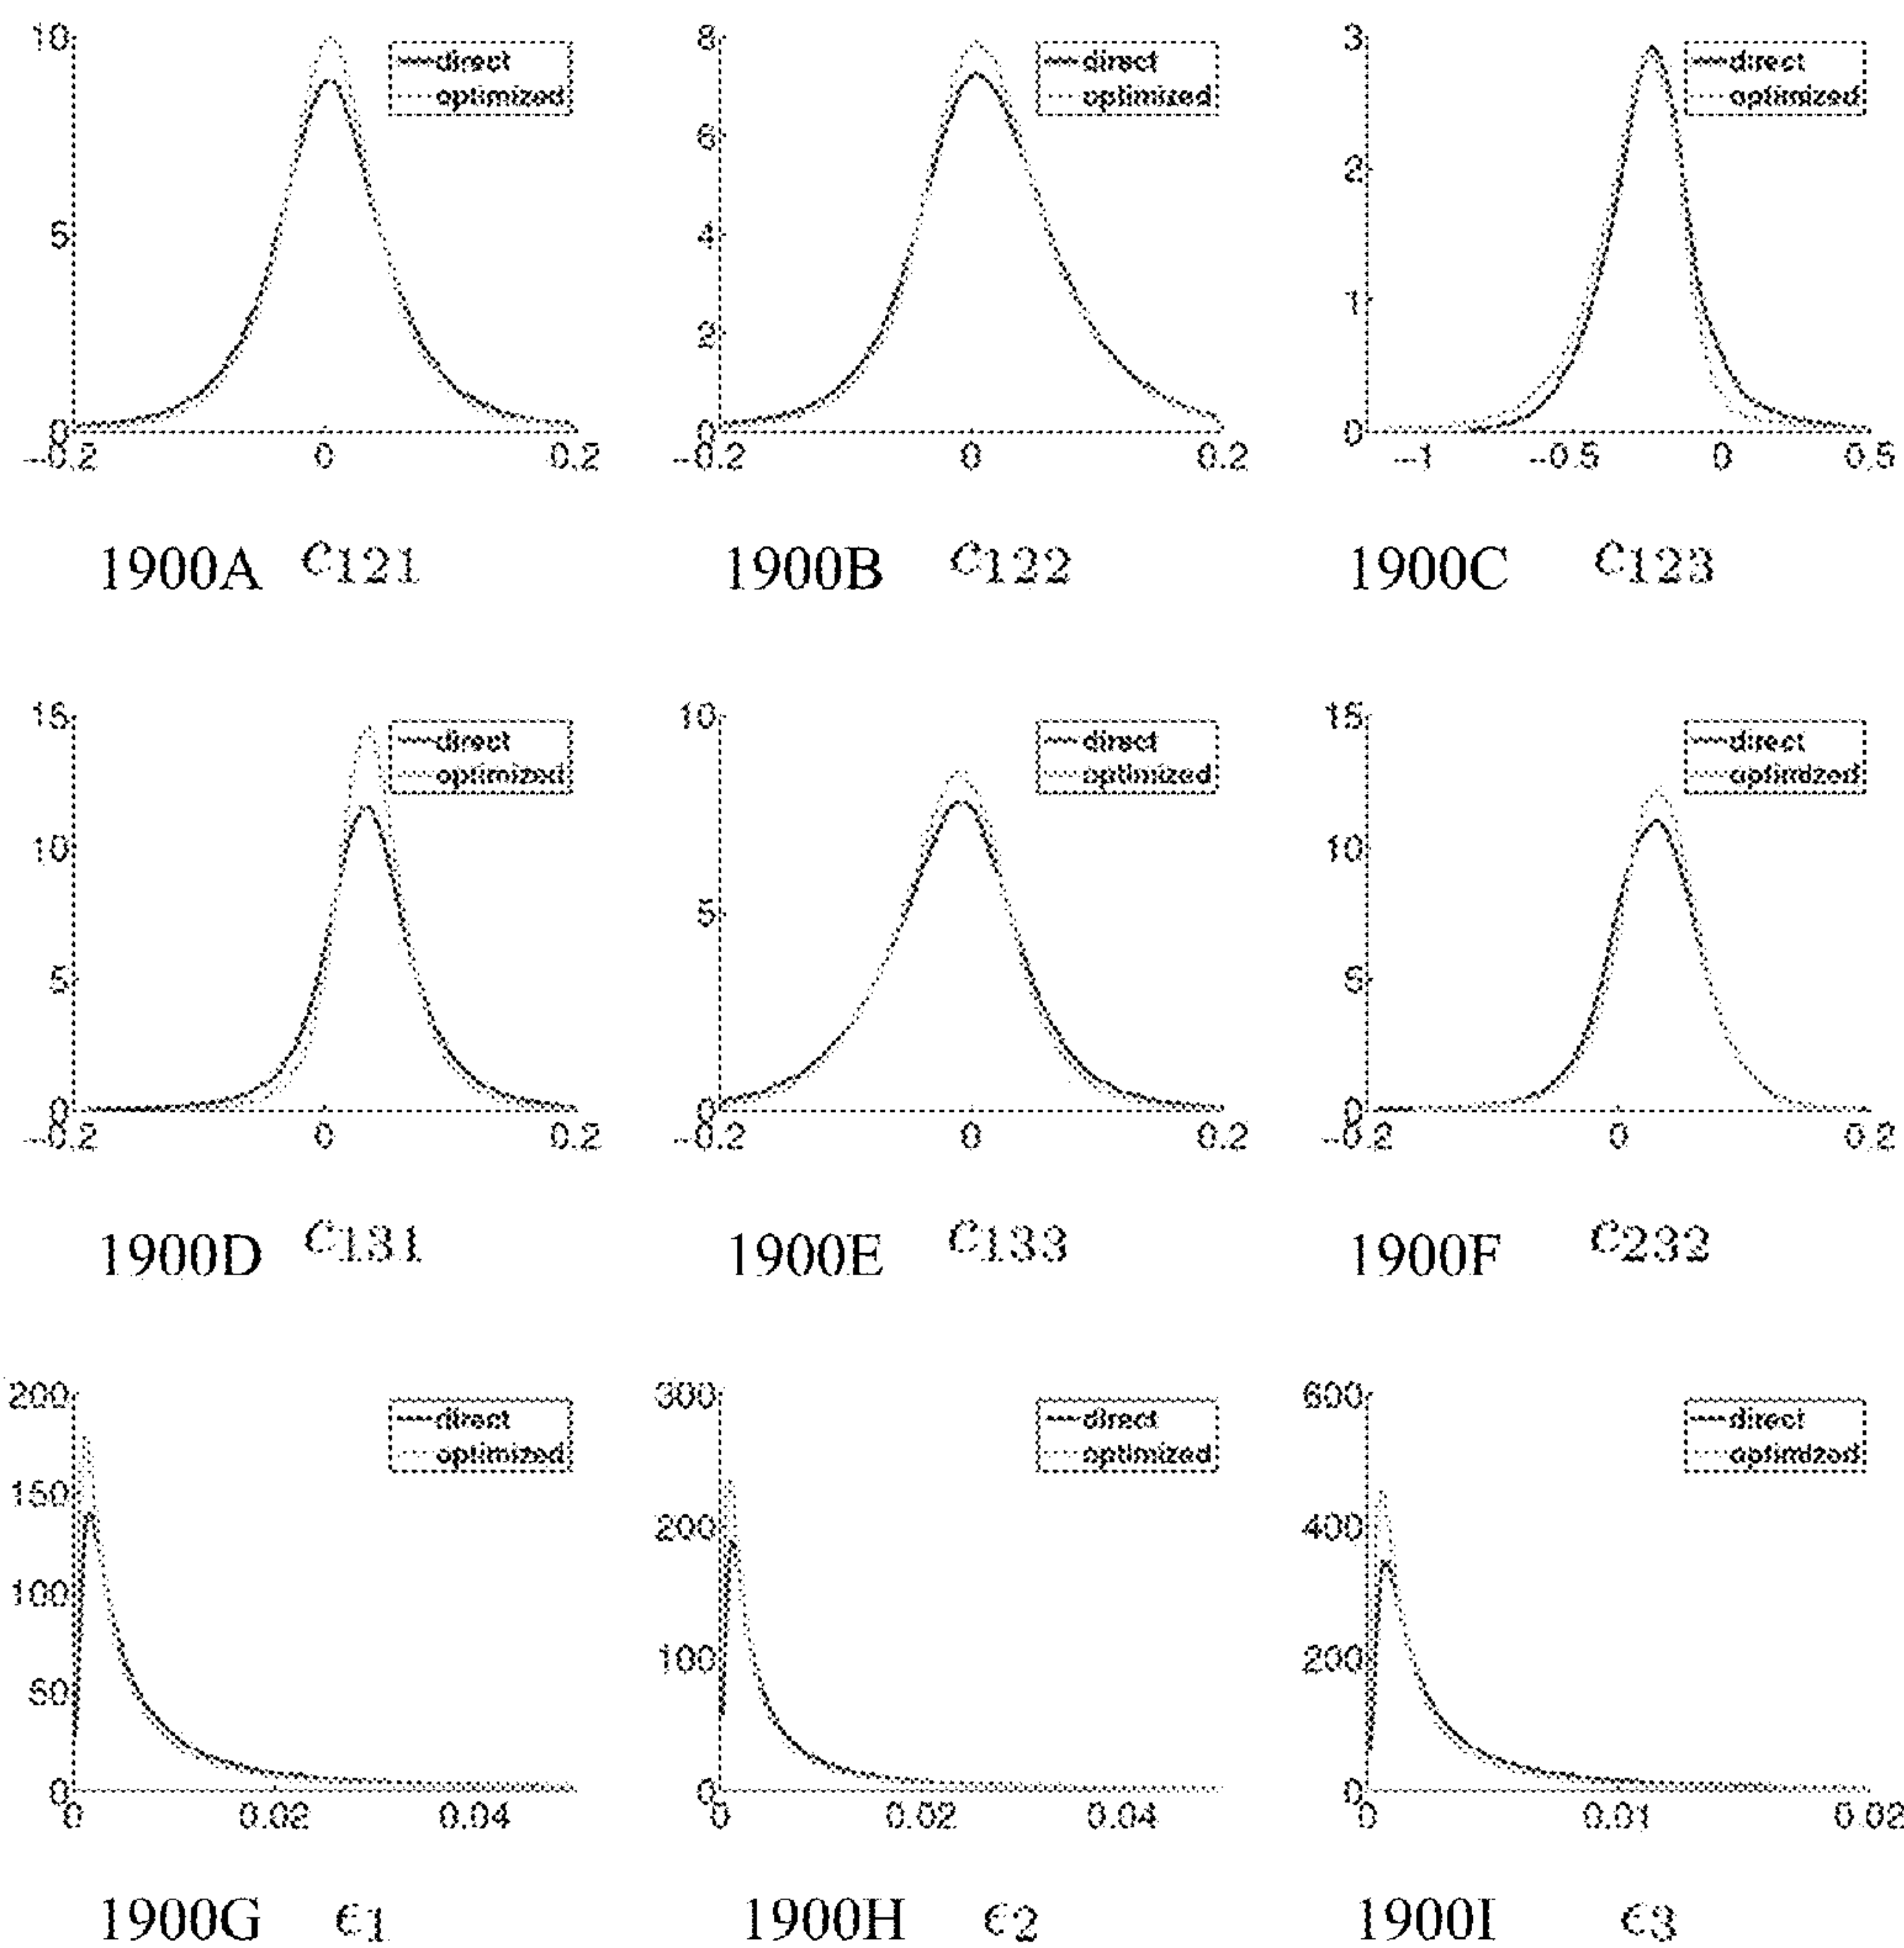 10
5
0
-0.2 0 0.2
direct
optimized
1900A c121
8
6
4
2
0
-0.2 0 0.2
direct
optimized
1900B c122
3
2
1
0
-1 -0.5 0 0.5
direct
optimized
1900C c123
15
10
5
0
-0.2 0 0.2
direct
optimized
1900D c131
10
5
0
-0.2 0 0.2
direct
optimized
1900E c133
15
10
5
0
-0.2 0 0.2
direct
optimized
1900F c232
200
150
100
50
0
0 0.02 0.04
direct
optimized
1900G ϵ1
300
200
100
0
0 0.02 0.04
direct
optimized
1900H ϵ2
600
400
200
0
0 0.01 0.02
direct
optimized
1900I ϵ3